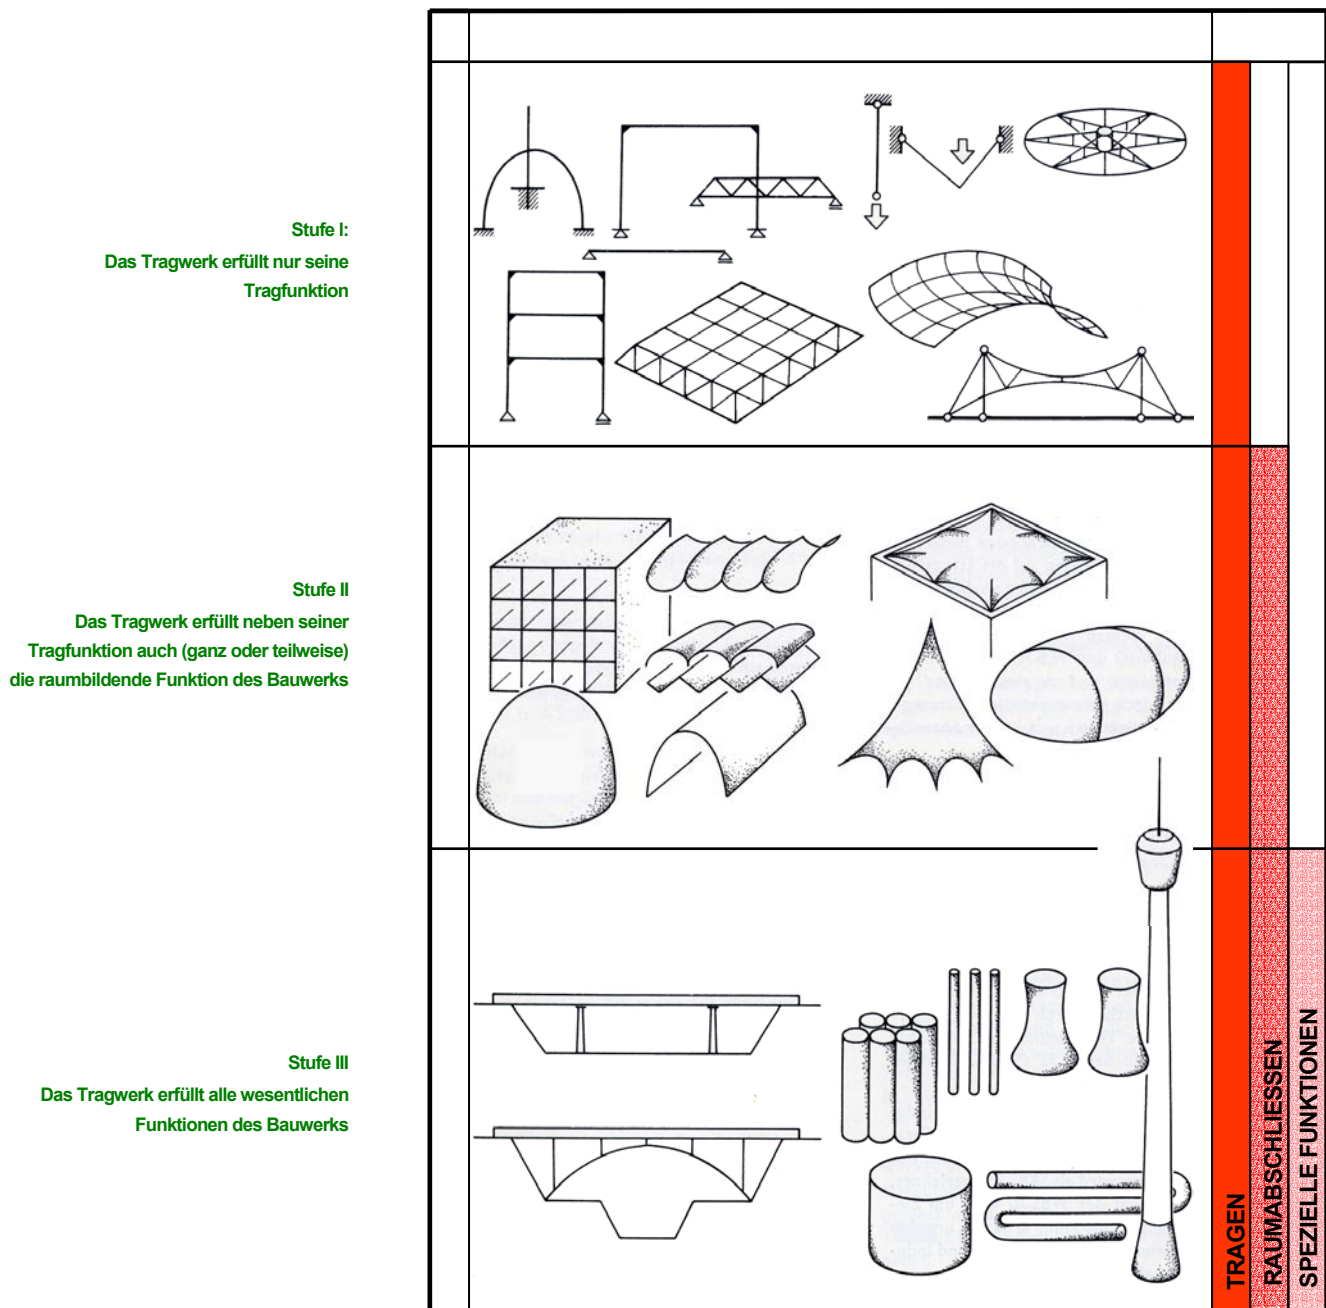 Stufe I:
Das Tragwerk erfüllt nur seine
Tragfunktion
Stufe II
Das Tragwerk erfüllt neben seiner
Tragfunktion auch (ganz oder teilweise)
die raumbildende Funktion des Bauwerks
Stufe III
Das Tragwerk erfüllt alle wesentlichen
Funktionen des Bauwerks
TRAGEN
RAUMABSCHLIESSEN
SPEZIELLE FUNKTIONEN